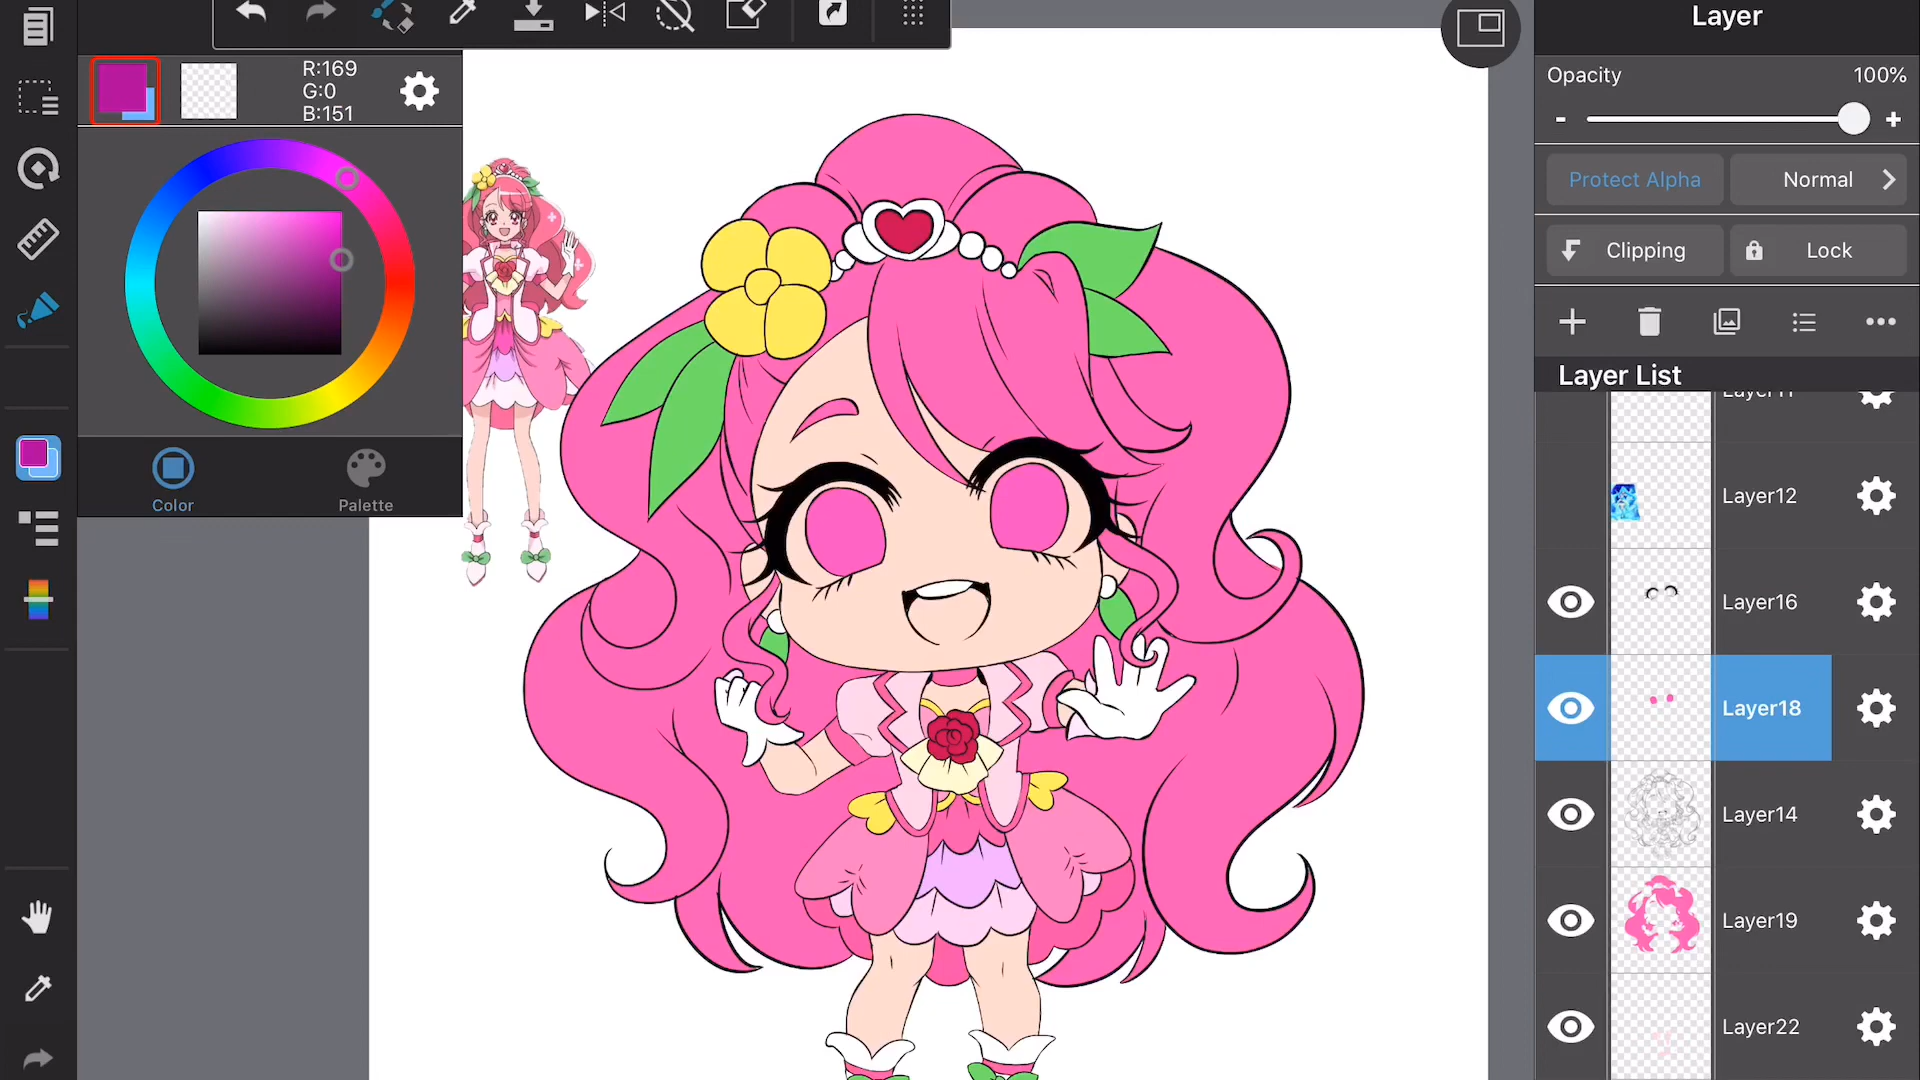 Layer
R:169
G:0
B:151
Opacity
100%
-
+
Protect Alpha
Normal
Clipping
Lock
Layer List
Layer11
Layer12
Color
Palette
Layer16
Layer18
Layer14
Layer19
Layer22